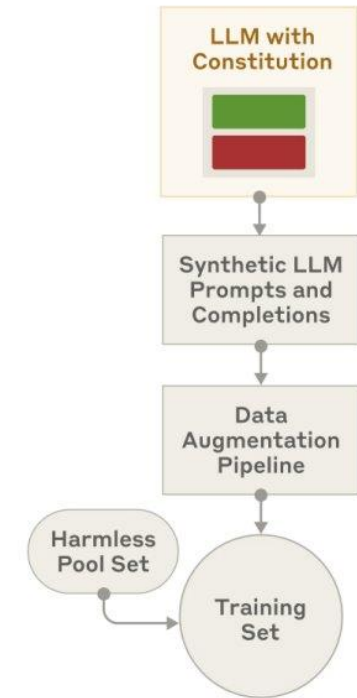 LLM with
Constitution
Synthetic LLM
Prompts and
Completions
Data
Augmentation
Pipeline
Harmless
Pool Set
Training
Set